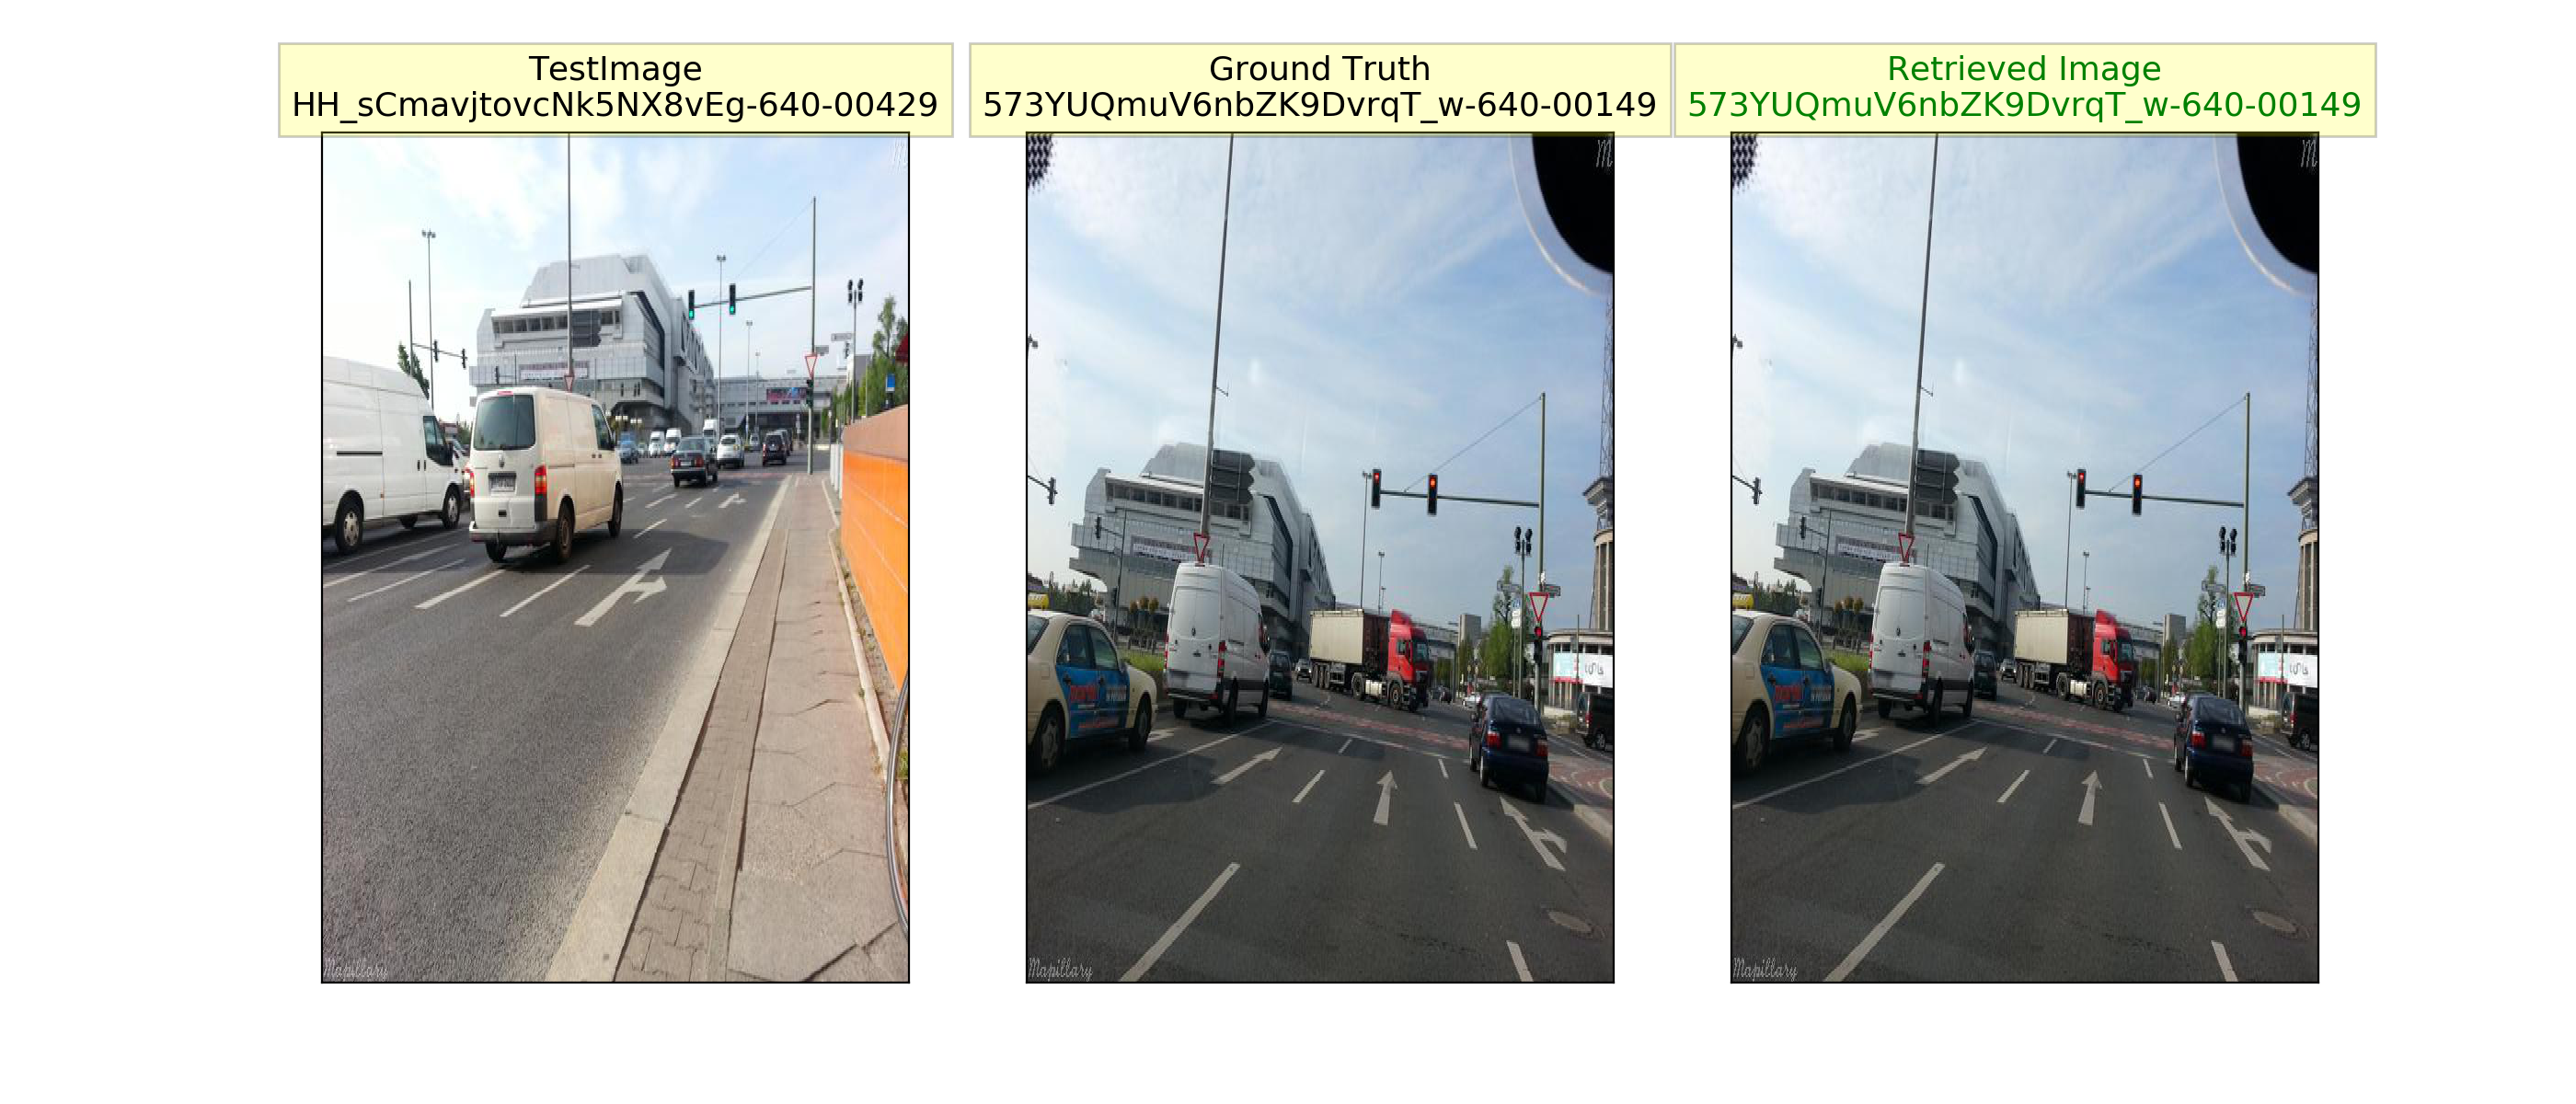 TestImage
HH_sCmavjtovcNk5NX8vEg-640-00429
Ground Truth
573YUQmuV6nbZK9DvrqT_w-640-00149
Retrieved Image
573YUQmuV6nbZK9DvrqT_w-640-00149
M
M
M
Mapillary
Mapillary
Mapillary